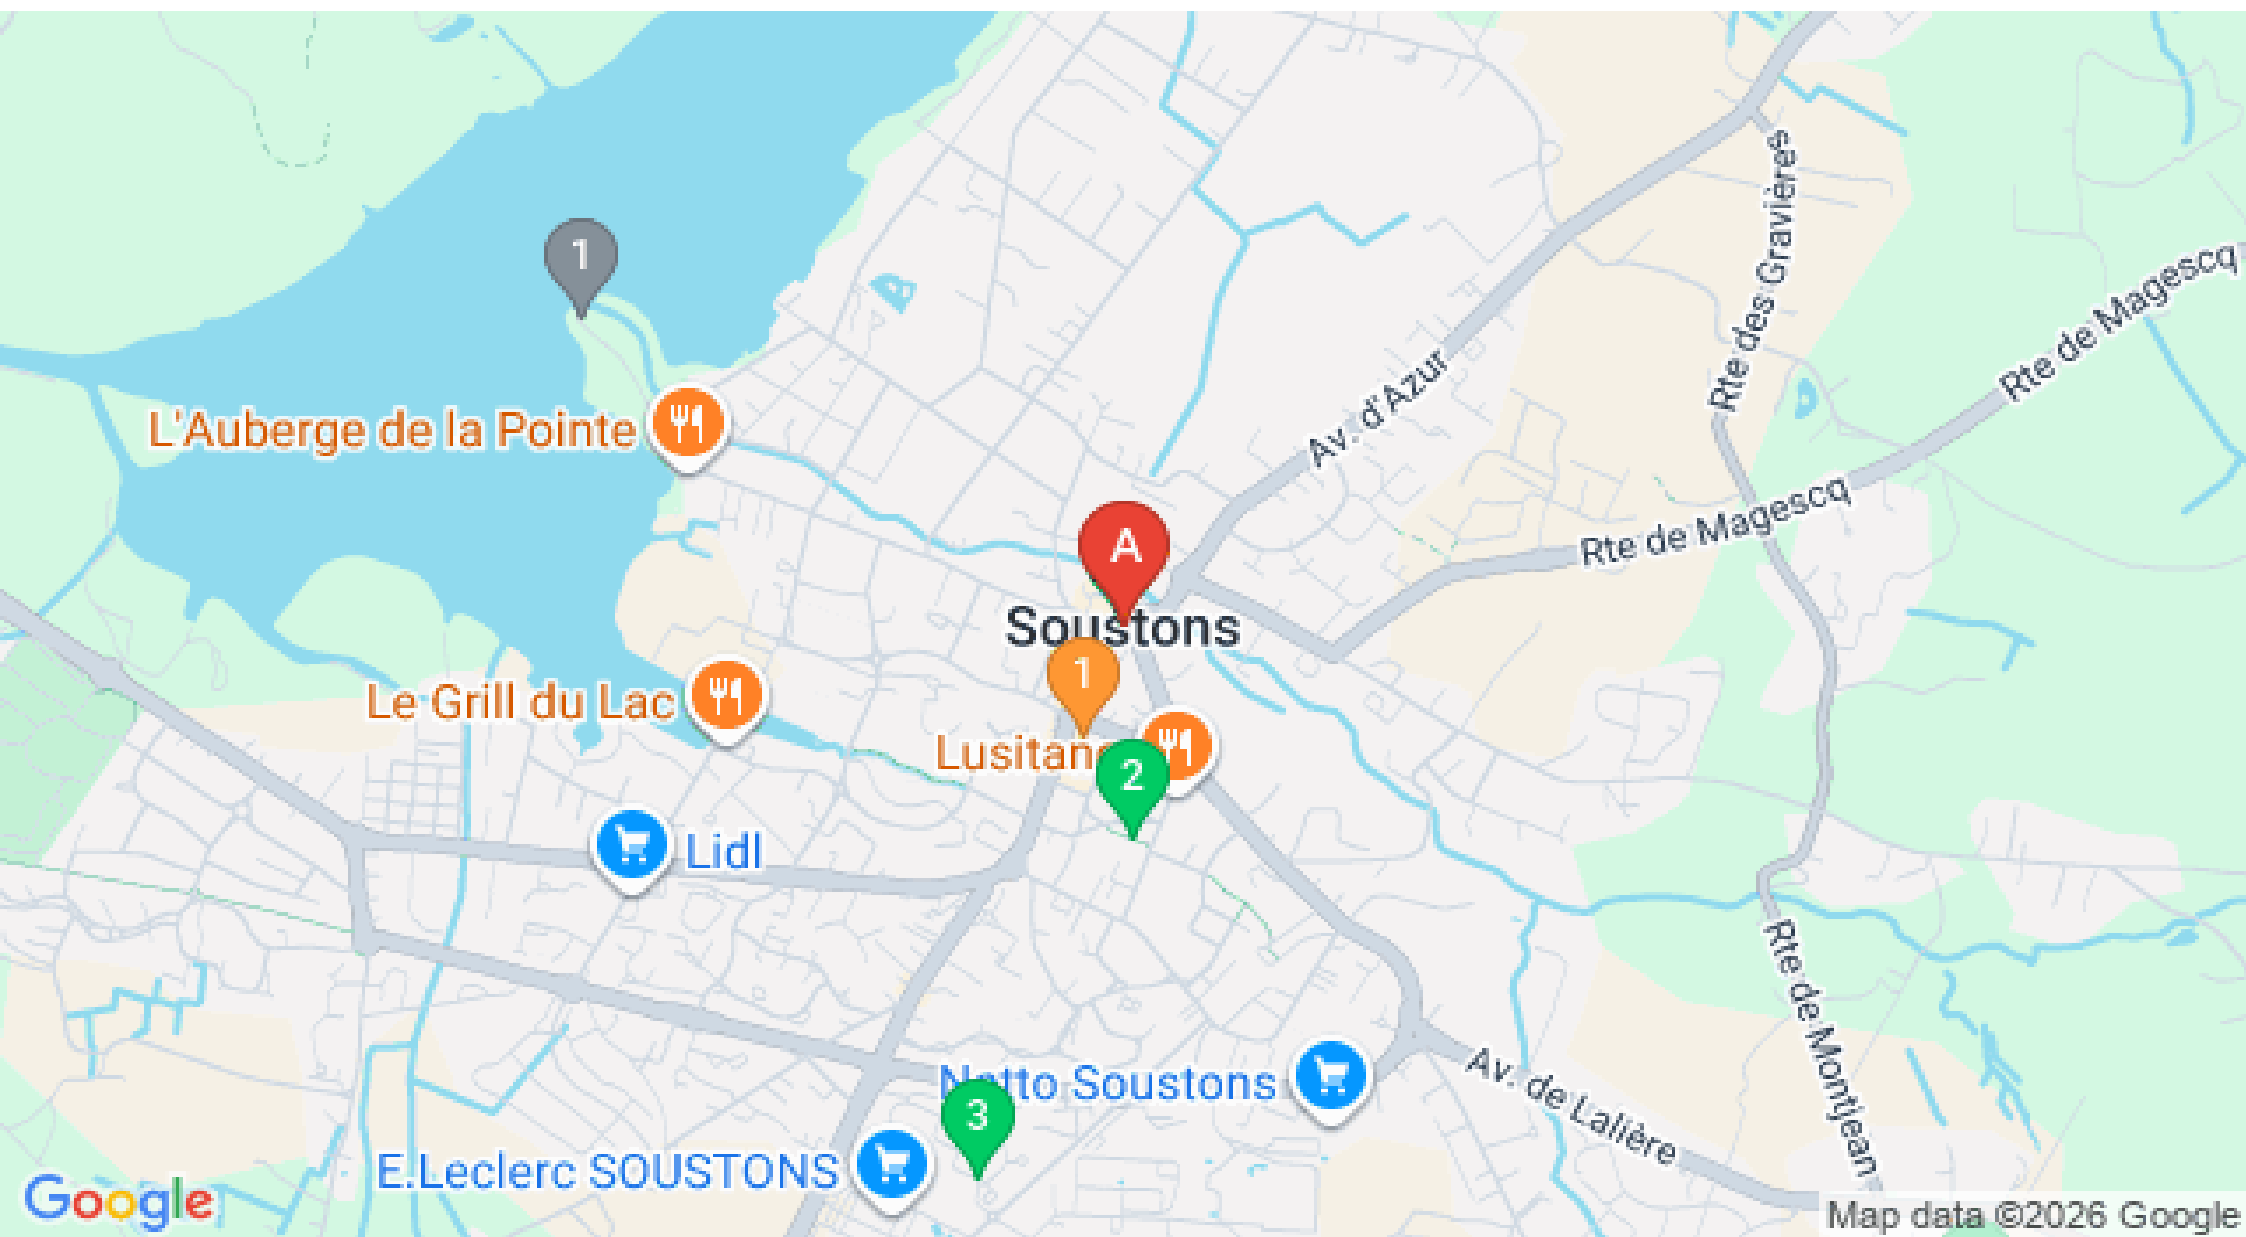 Rte des Gravières
Rte de Magescq
1
Av. d'Azur
L'Auberge de la Pointe
Rte de Magescq
A
Soustons
1
Le Grill du Lac
Lusitan
2
Lidl
Rte de Montjean
Netto Soustons
Av. de Lalière
3
E.Leclerc SOUSTONS
Google
Map data ©2026 Google